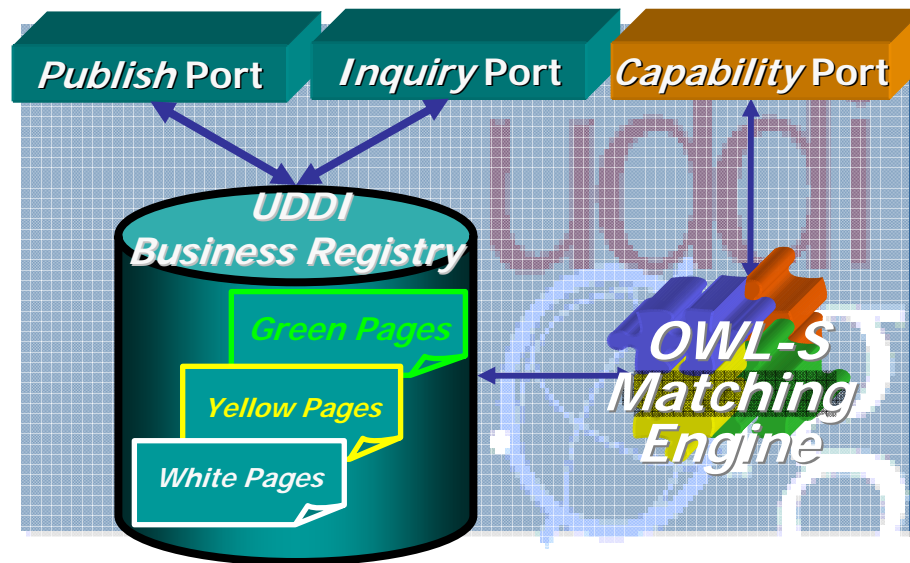 Publish Port
Inquiry Port
Capability Port
uddi
UDDI
Business Registry
Green Pages
Yellow Pages
White Pages
OWL-S
Matching
Engine